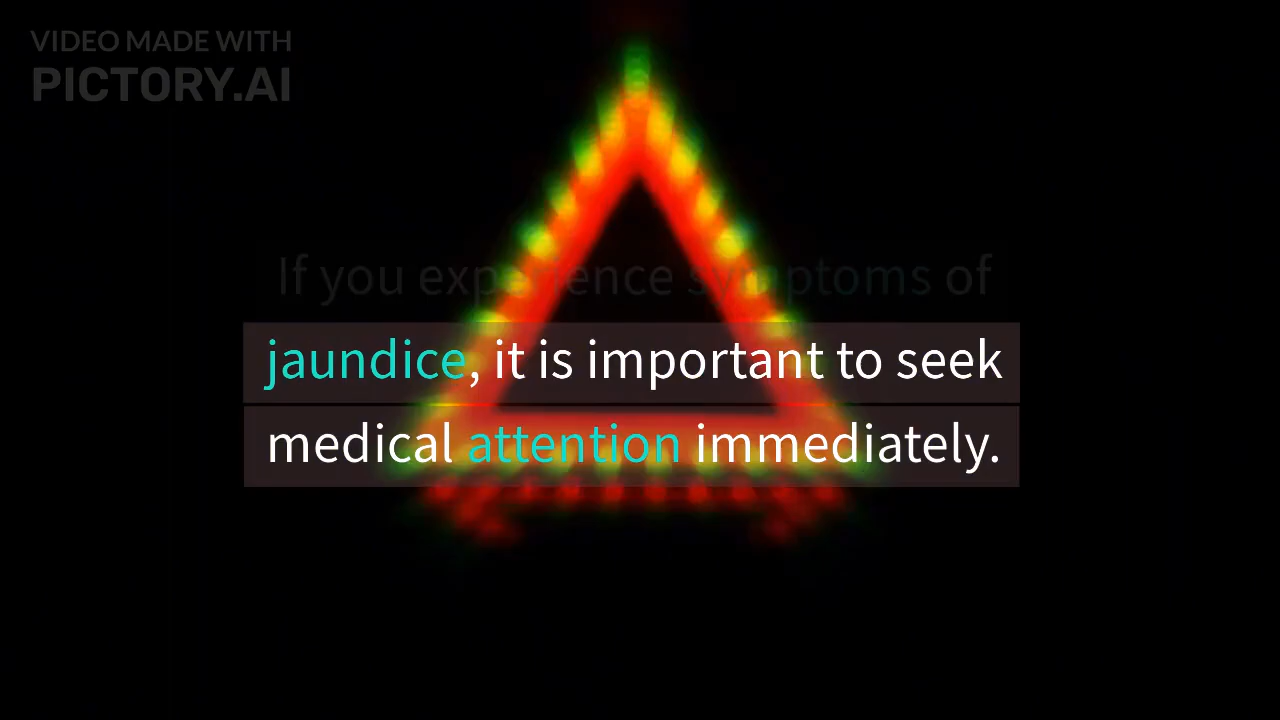 VIDEO MADE WITH
PICTORY.AI
If you experience symptoms of
jaundice, it is important to seek
medical attention immediately.